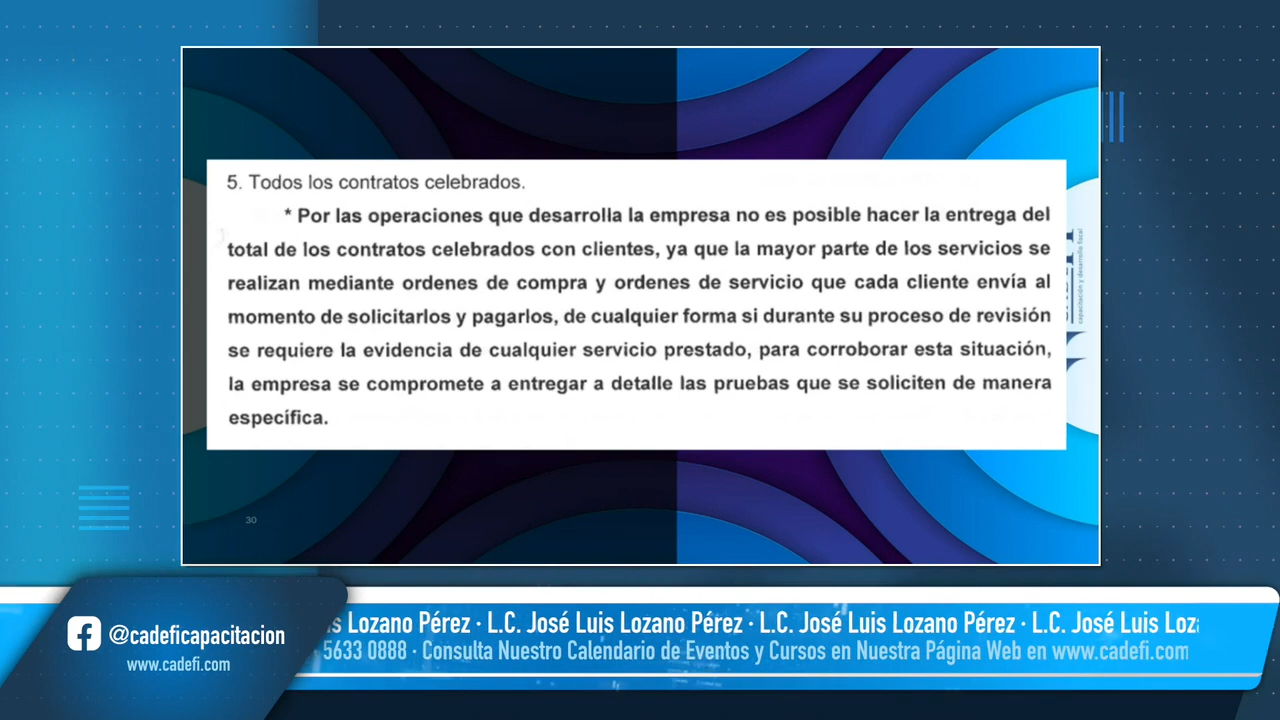 5. Todos los contratos celebrados.
* Por las operaciones que desarrolla la empresa no es posible hacer la entrega del
total de los contratos celebrados con clientes, ya que la mayor parte de los servicios se
realizan mediante ordenes de compra y ordenes de servicio que cada cliente envía al
momento de solicitarlos y pagarlos, de cualquier forma si durante su proceso de revisión
se requiere la evidencia de cualquier servicio prestado, para corroborar esta situación,
la empresa se compromete a entregar a detalle las pruebas que se soliciten de manera
específica.
capacitación y desarrollo fiscal
30
@cadeficapacitacion
www.cadefi.com
Lozano Pérez · L.C. José Luis Lozano Pérez · L.C. José Luis Lozano Pérez · L.C. José Luis
5633 0888 · Consulta Nuestro Calendario de Eventos y Cursos en Nuestra Página Web en www.cadefi.com